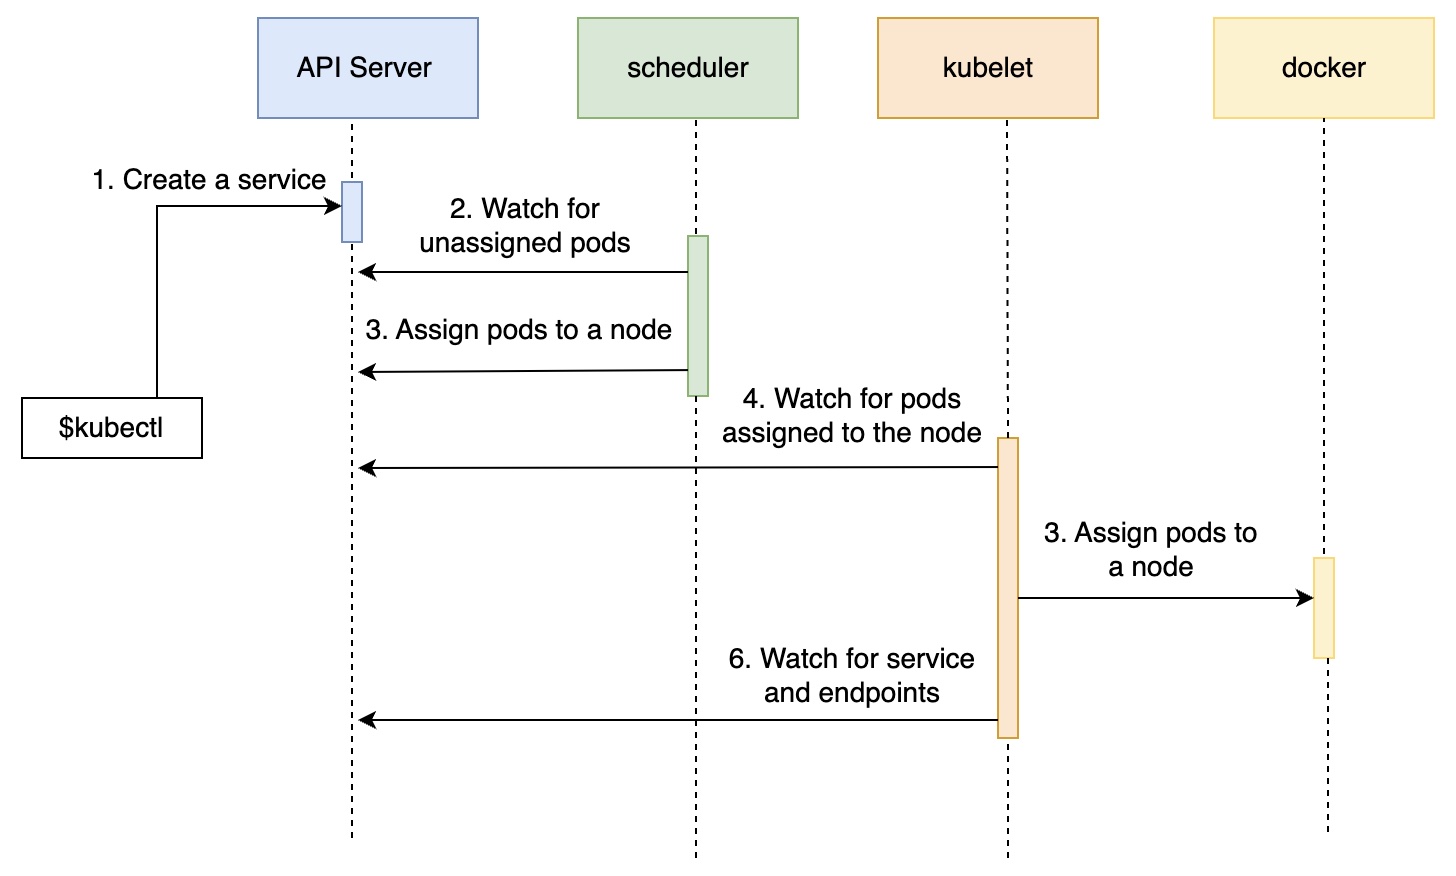 API Server
scheduler
kubelet
docker
1. Create a service
2. Watch for
unassigned pods
3. Assign pods to a node
$kubectl
4. Watch for pods
assigned to the node
3. Assign pods to
a node
6. Watch for service
and endpoints